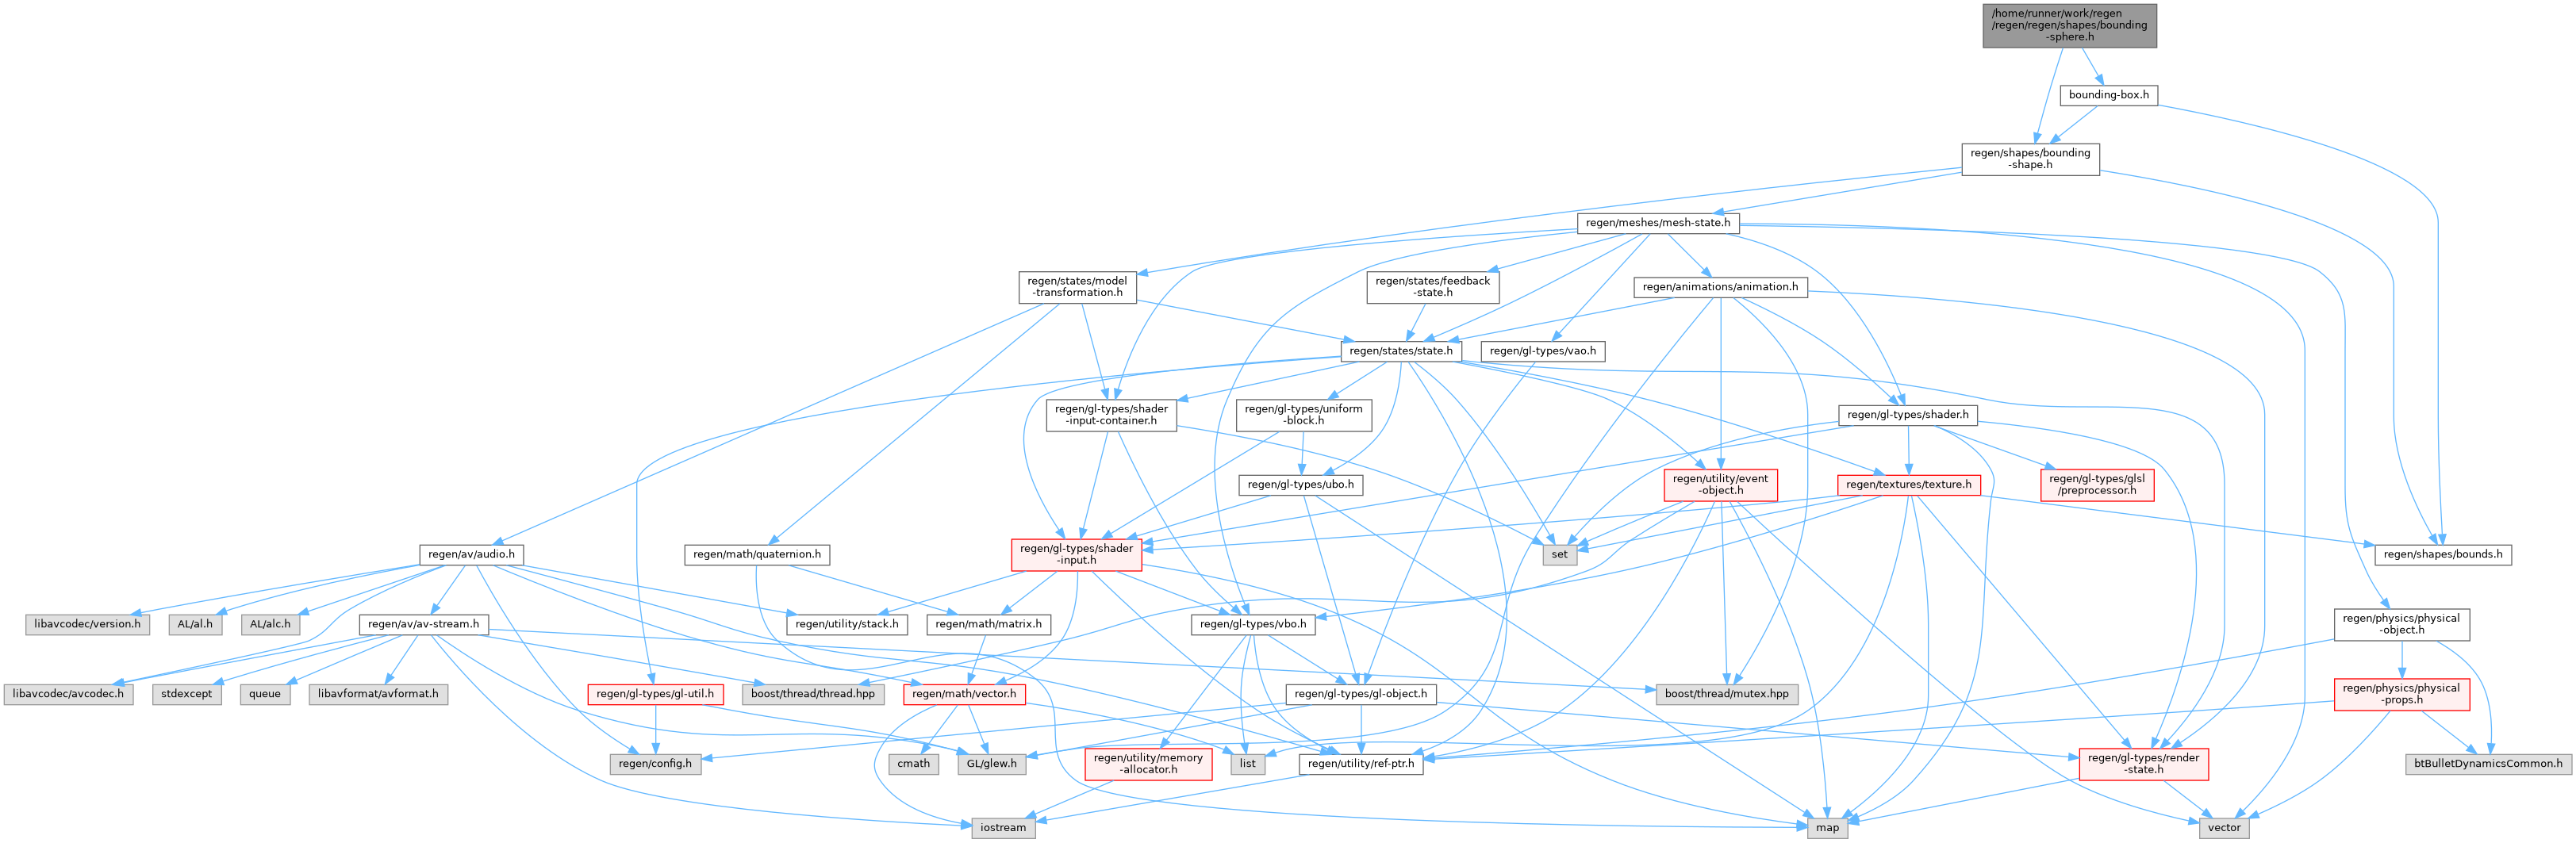 /home/runner/work/regen
/regen/regen/shapes/bounding
-sphere.h
bounding-box.h
regen/shapes/bounding
-shape.h
regen/meshes/mesh-state.h
regen/states/model
-transformation.h
regen/states/feedback
-state.h
regen/animations/animation.h
regen/states/state.h
regen/gl-types/vao.h
regen/gl-types/shader
-input-container.h
regen/gl-types/uniform
-block.h
regen/gl-types/shader.h
regen/gl-types/ubo.h
regen/utility/event
-object.h
regen/textures/texture.h
regen/gl-types/glsl
/preprocessor.h
regen/av/audio.h
regen/math/quaternion.h
regen/gl-types/shader
-input.h
set
regen/shapes/bounds.h
libavcodec/version.h
AL/al.h
AL/alc.h
regen/av/av-stream.h
regen/utility/stack.h
regen/math/matrix.h
regen/gl-types/vbo.h
regen/physics/physical
-object.h
libavcodec/avcodec.h
stdexcept
queue
libavformat/avformat.h
regen/gl-types/gl-util.h
boost/thread/thread.hpp
regen/math/vector.h
regen/gl-types/gl-object.h
boost/thread/mutex.hpp
regen/physics/physical
-props.h
regen/config.h
cmath
GL/glew.h
regen/utility/memory
-allocator.h
list
regen/utility/ref-ptr.h
regen/gl-types/render
-state.h
btBulletDynamicsCommon.h
iostream
map
vector